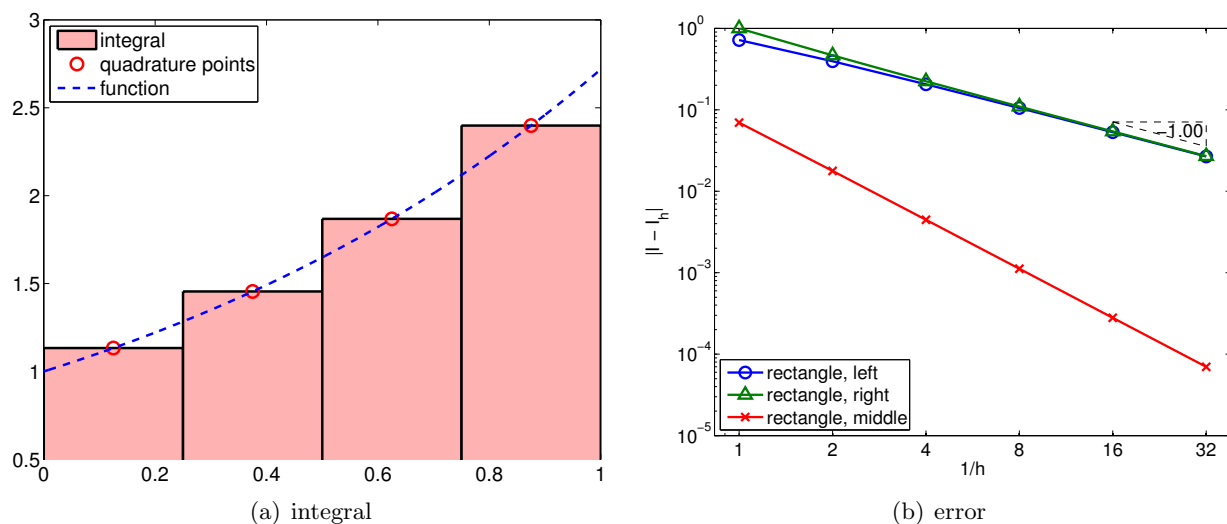 3
2.5
2
1.5
1
0.5
0 0.2 0.4 0.6 0.8 1
integral
quadrature points
function
(a) integral
10^0
10^-1
10^-2
10^-3
10^-4
10^-5
||I − I_h|
−1.00
rectangle, left
rectangle, right
rectangle, middle
1 2 4 8 16 32
1/h
(b) error